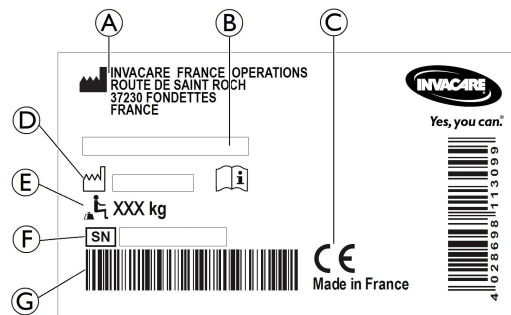 A
B
C
INVACARE FRANCE OPERATIONS
ROUTE DE SAINT ROCH
37230 FONDETTES
FRANCE
INVACARE
Yes, you can.®
D
i
E
XXX kg
F
SN
G
CE
Made in France
4 028698 113099